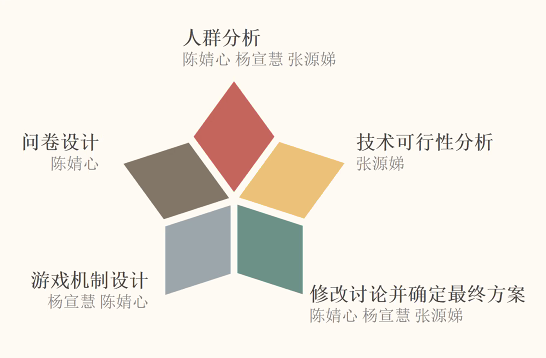 人群分析
陈婧心 杨宣慧 张源娣
问卷设计
陈婧心
技术可行性分析
张源娣
游戏机制设计
杨宣慧 陈婧心
修改讨论并确定最终方案
陈婧心 杨宣慧 张源娣